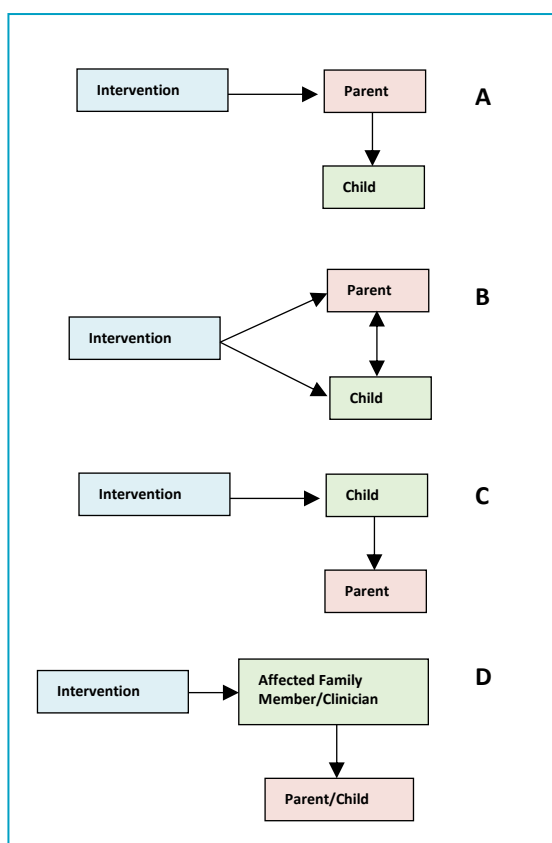 Intervention
Parent
A
Child
Parent
B
Intervention
Child
Intervention
Child
C
Parent
Affected Family
Member/Clinician
D
Intervention
Parent/Child